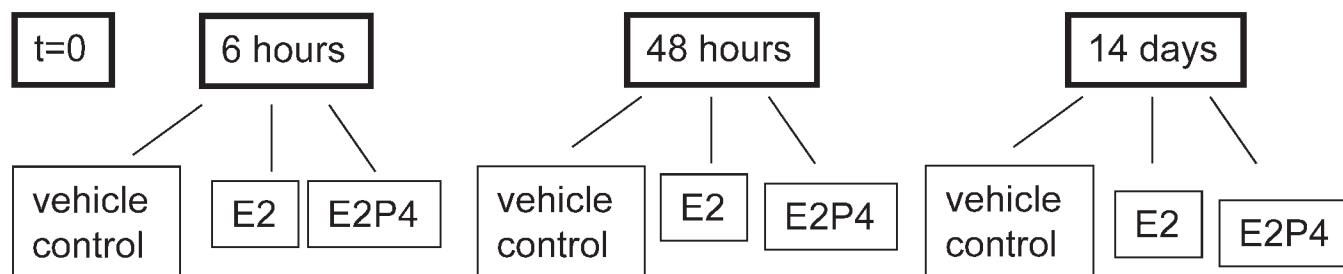 t=0
6 hours
48 hours
14 days
vehicle
control
E2
E2P4
vehicle
control
E2
E2P4
vehicle
control
E2
E2P4